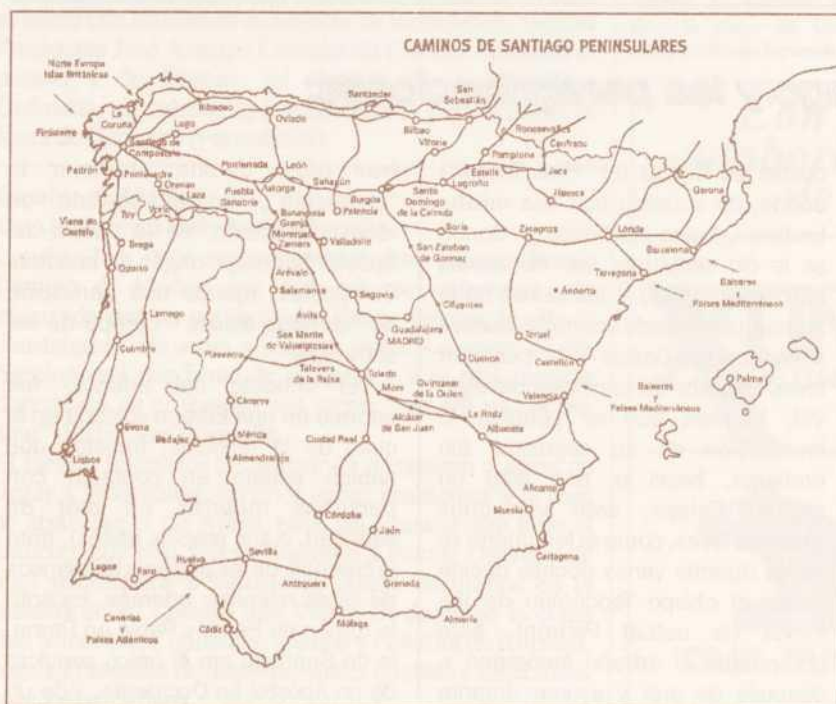 CAMINOS DE SANTIAGO PENINSULARES
Norte Europa
Islas Británicas
La
Coruña
Ribadeo
Oviedo
Santander
San
Sebastián
Bilbao
Finisterre
Lugo
Santiago de
Compostela
Vitoria
Roncesvalles
Pamplona
Canfranc
Padrón
Pontevedra
Orense
Ponferrada
León
Astorga
Sahagún
Burgos
Santo
Domingo
de la Calzada
Logroño
Estella
Jaca
Huesca
Gerona
Tuy
Verín
Laza
Puebla
Sanabria
Palencia
Viana do
Castelo
Braga
Oporto
Benavente
Granja
Moreruela
Zamora
Valladolid
Soria
San Esteban
de Gormaz
Zaragoza
Lérida
Barcelona
Tarragona
Arévalo
Salamanca
Segovia
Ávila
Cifuentes
Andorra
Baleares
y
Países Mediterráneos
Lamego
Coimbra
San Martín
de Valdeiglesias
Guadalajara
MADRID
Teruel
Castellón
Plasencia
Talavera
de la Reina
Toledo
Cuenca
Valencia
Palma
Baleares
y
Países Mediterráneos
Mora
Quintanar
de la Orden
Alcázar
de San Juan
La Roda
Albacete
Cáceres
Mérida
Badajoz
Almendralejo
Ciudad Real
Évora
Lisboa
Alicante
Murcia
Cartagena
Córdoba
Jaén
Lagos
Faro
Huelva
Sevilla
Antequera
Granada
Canarias
y
Países Atlánticos
Cádiz
Málaga
Almería